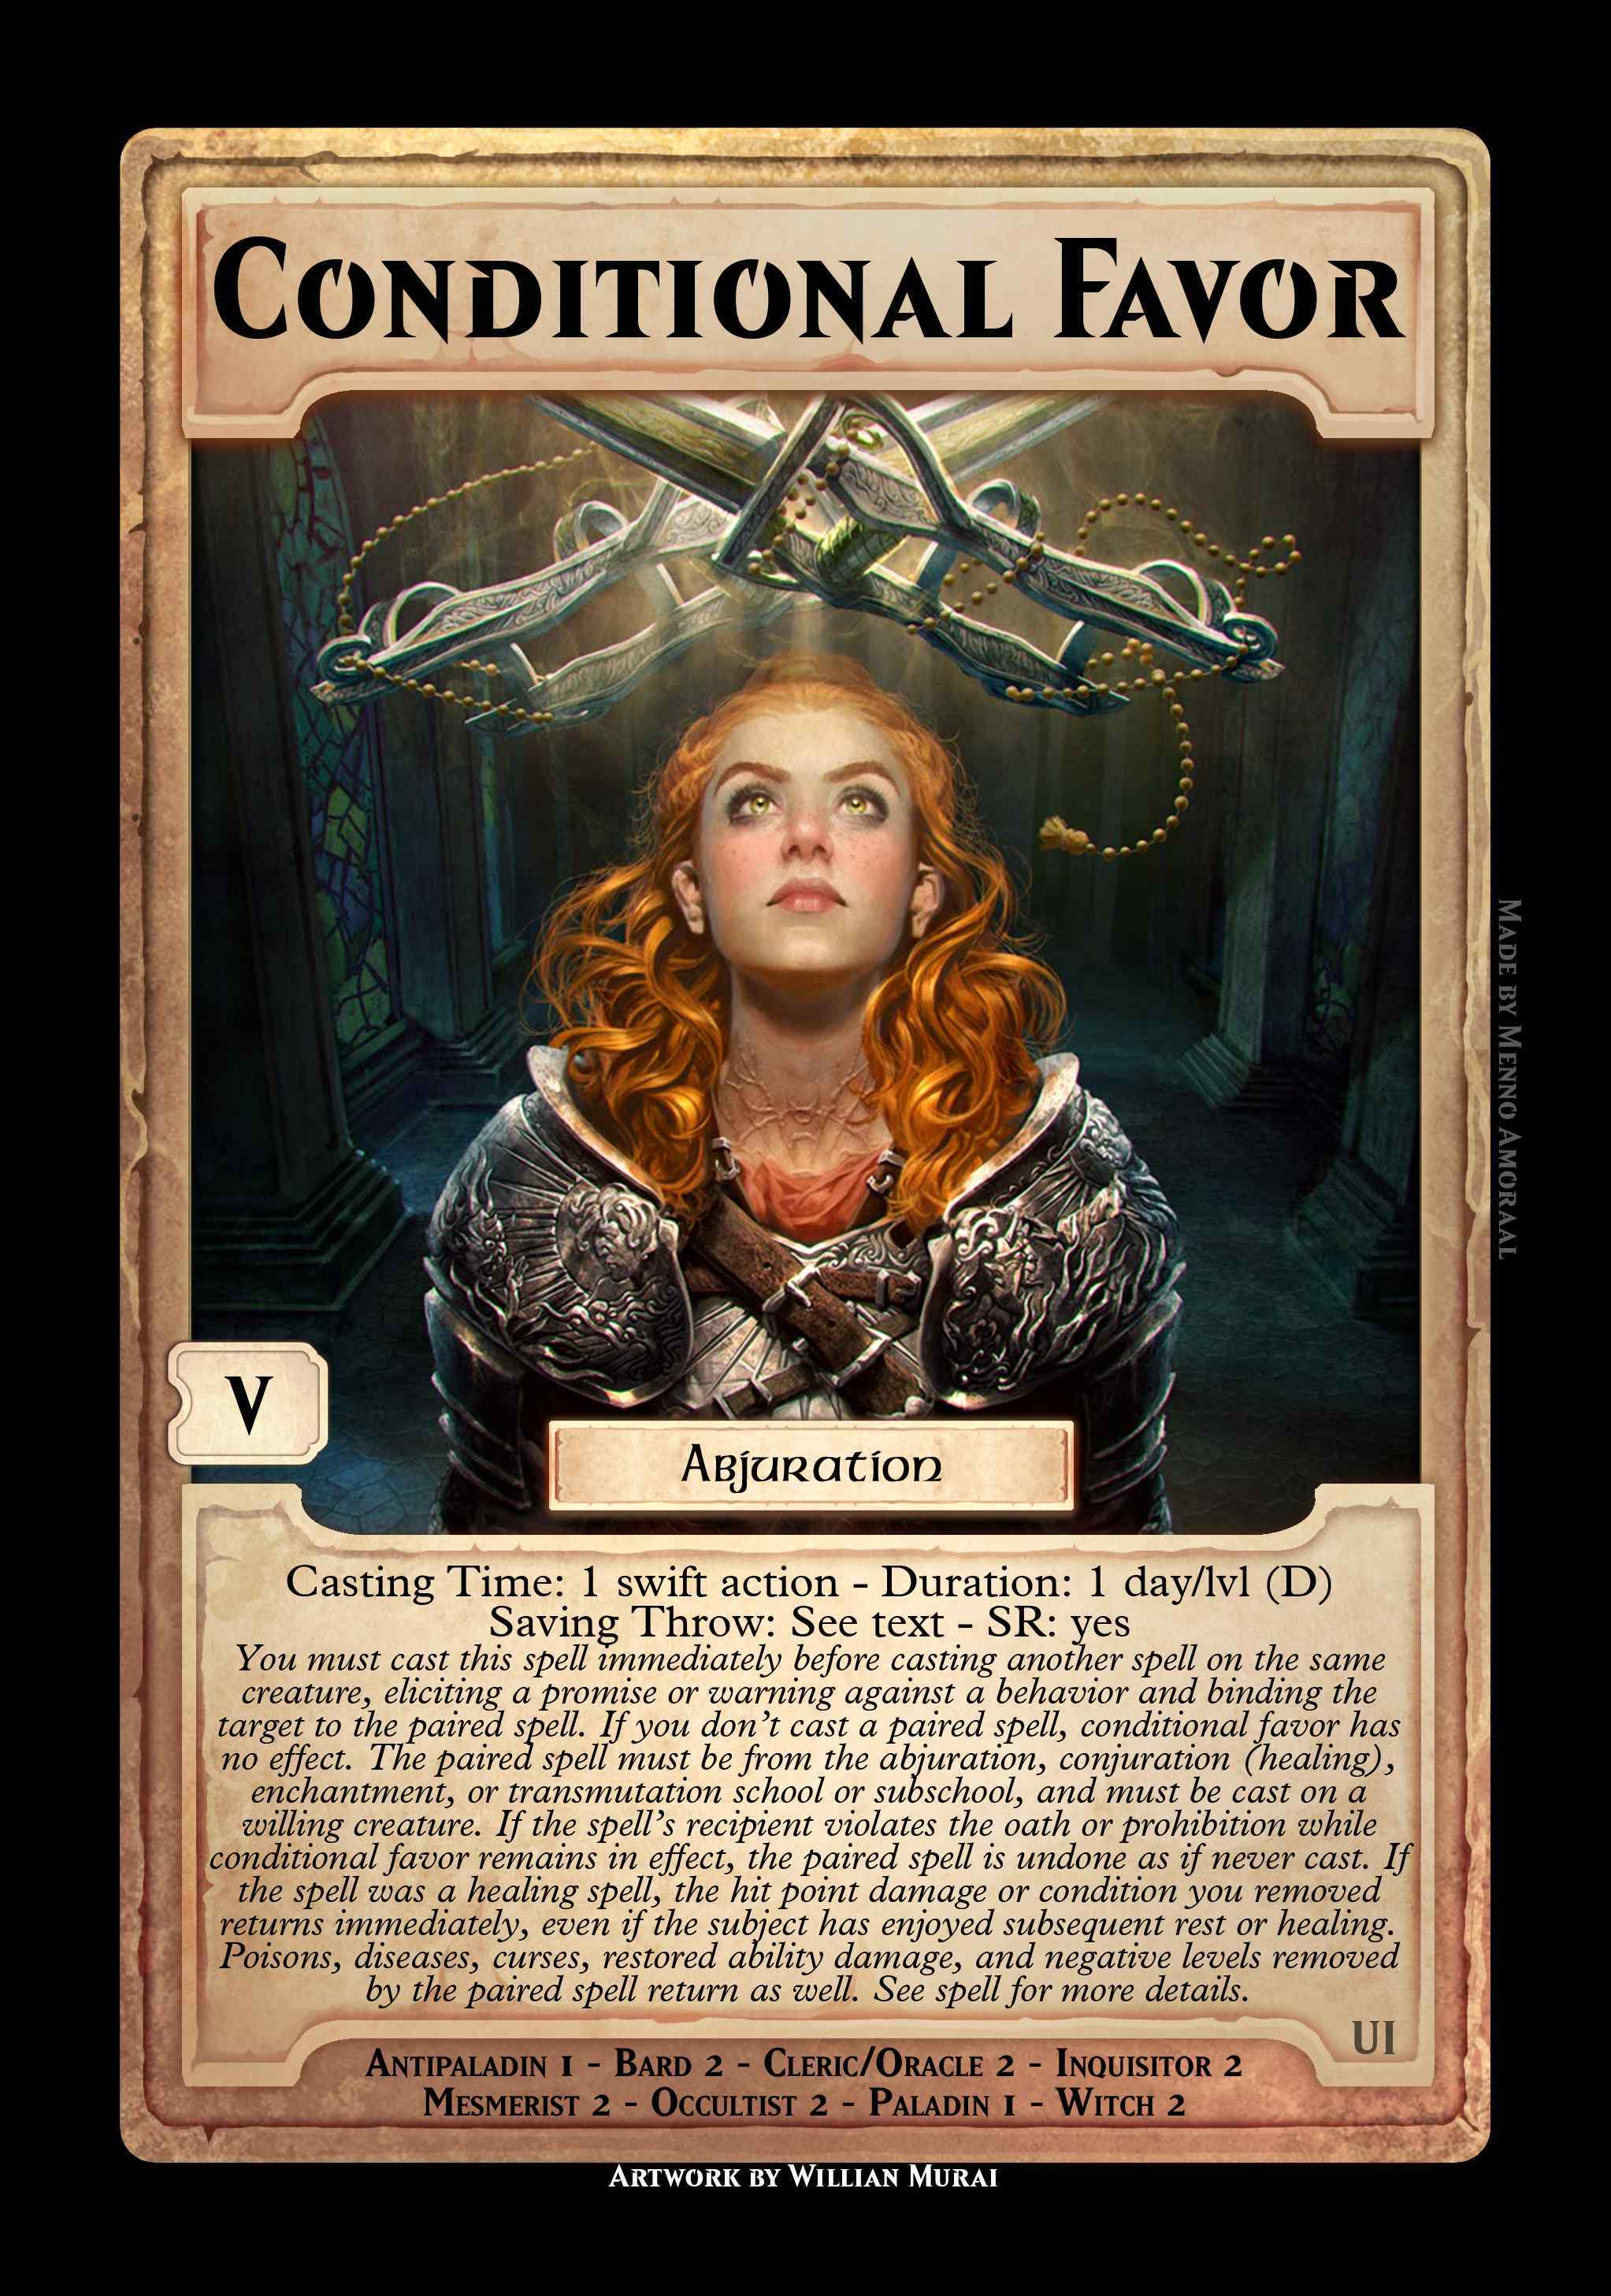 Conditional Favor
V
Abjuration
Casting Time: 1 swift action - Duration: 1 day/lvl (D)
Saving Throw: See text - SR: yes
You must cast this spell immediately before casting another spell on the same
creature, eliciting a promise or warning against a behavior and binding the
target to the paired spell. If you don't cast a paired spell, conditional favor has
no effect. The paired spell must be from the abjuration, conjuration (healing),
enchantment, or transmutation school or subschool, and must be cast on a
willing creature. If the spell's recipient violates the oath or prohibition while
conditional favor remains in effect, the paired spell is undone as if never cast. If
the spell was a healing spell, the hit point damage or condition you removed
returns immediately, even if the subject has enjoyed subsequent rest or healing.
Poisons, diseases, curses, restored ability damage, and negative levels removed
by the paired spell return as well. See spell for more details.
UI
Antipaladin 1 - Bard 2 - Cleric/Oracle 2 - Inquisitor 2
Mesmerist 2 - Occultist 2 - Paladin 1 - Witch 2
Artwork by Willian Murai
Made by Menno Amoraal